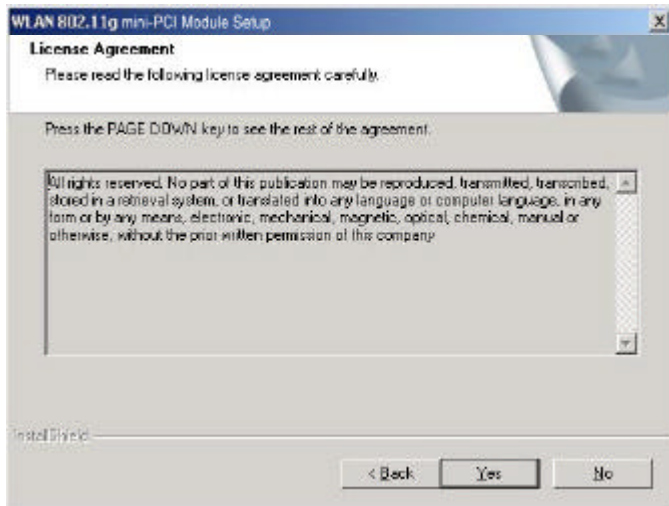 WLAN 802.11g mini-PCI Module Setup
License Agreement
Please read the following license agreement carefully.
Press the PAGE DOWN key to see the rest of the agreement.
All rights reserved. No part of this publication may be reproduced, transmitted, transcribed,
stored in a retrieval system, or translated into any language or computer language, in any
form or by any means, electronic, mechanical, magnetic, optical, chemical, manual or
otherwise, without the prior written permission of this company
InstallShield
< Back
Yes
No